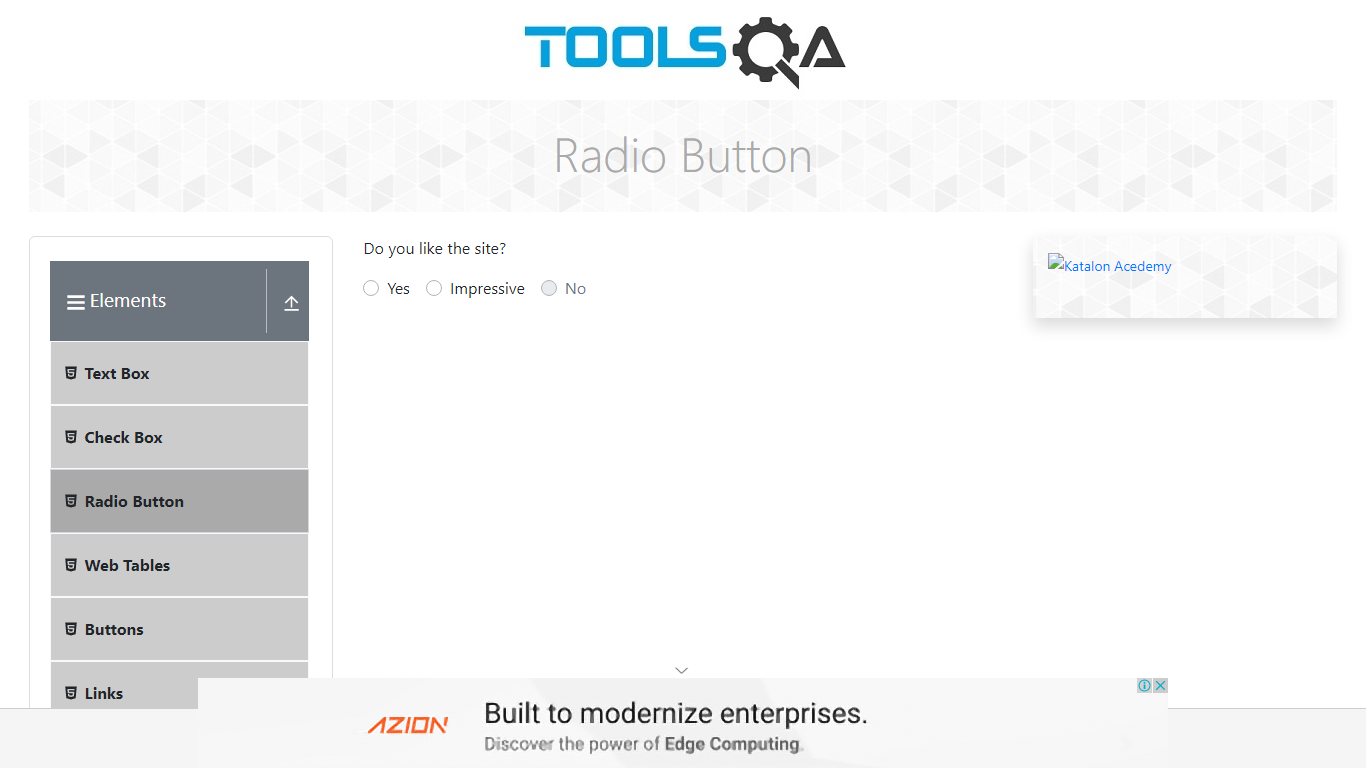 TOOLSQA
Radio Button
Elements
Text Box
Check Box
Radio Button
Web Tables
Buttons
Links
Do you like the site?
Yes Impressive No
Katalon Acedemy
AZION
Built to modernize enterprises.
Discover the power of Edge Computing.